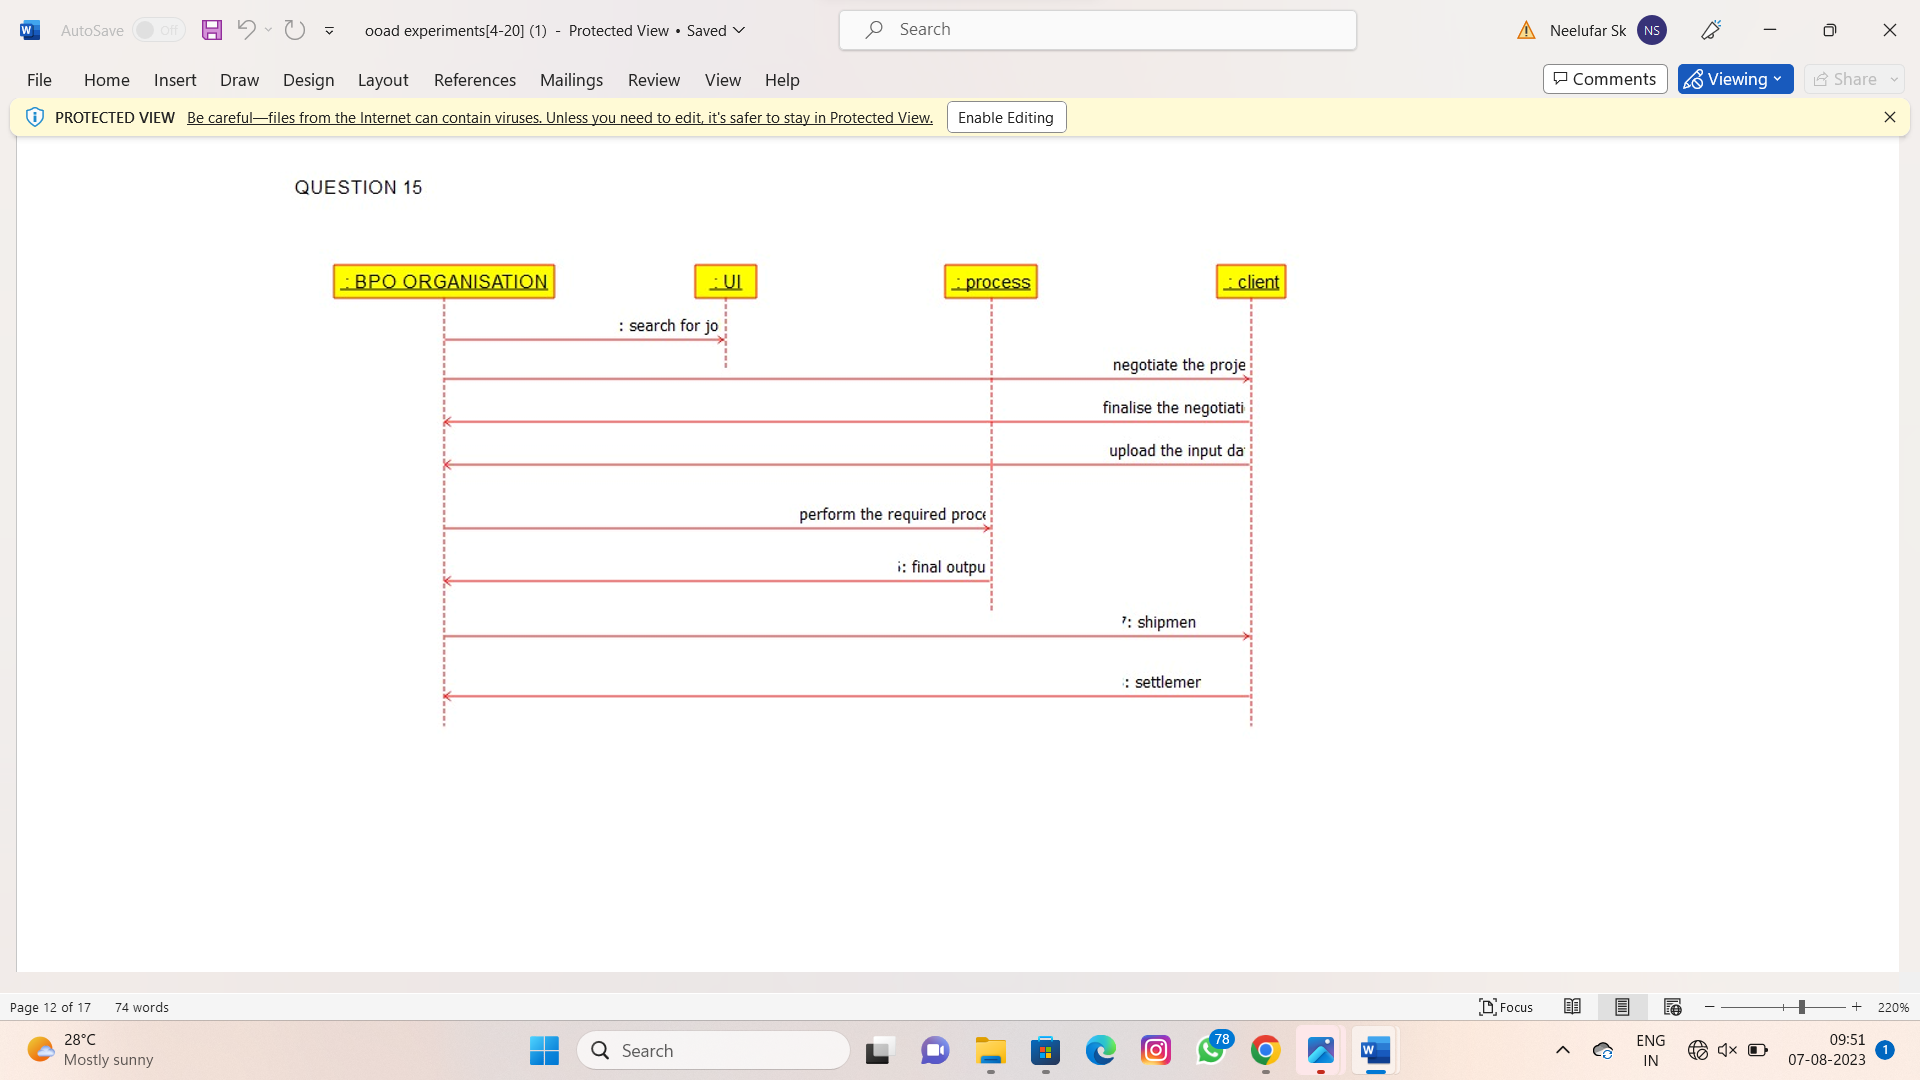 AutoSave Off ooad experiments[4-20] (1) - Protected View • Saved Search Neelufar Sk NS
File Home Insert Draw Design Layout References Mailings Review View Help Comments Viewing Share
PROTECTED VIEW Be careful—files from the Internet can contain viruses. Unless you need to edit, it's safer to stay in Protected View. Enable Editing
QUESTION 15
: BPO ORGANISATION : UI : process : client
: search for jo
negotiate the proje
finalise the negotiati
upload the input da
perform the required proce
: final outpu
7: shipmen
: settlemer
Page 12 of 17 74 words Focus 220%
28°C
Mostly sunny
Search
78
ENG
IN
09:51
07-08-2023
1